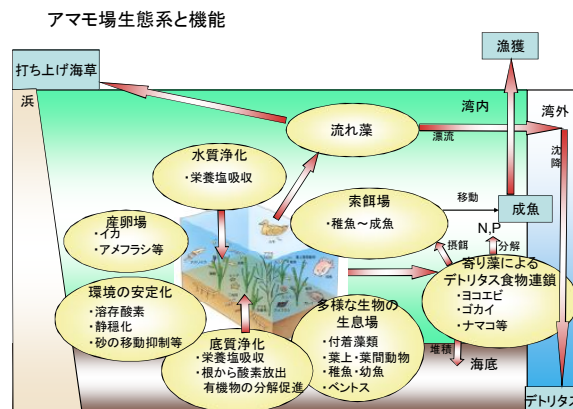 アマモ場生態系と機能
漁獲
打ち上げ海草
浜
湾内
湾外
流れ藻
漂流
沈降
水質浄化
・栄養塩吸収
索餌場
・稚魚～成魚
移動
成魚
産卵場
・イカ
・アメフラシ等
N,P
摂餌
分解
環境の安定化
・溶存酸素
・静穏化
・砂の移動抑制等
寄り藻による
デトリタス食物連鎖
・ヨコエビ
・ゴカイ
・ナマコ等
多様な生物の
生息場
・付着藻類
・葉上・葉間動物
・稚魚・幼魚
・ベントス
底質浄化
・栄養塩吸収
・根から酸素放出
有機物の分解促進
堆積
海底
デトリタス